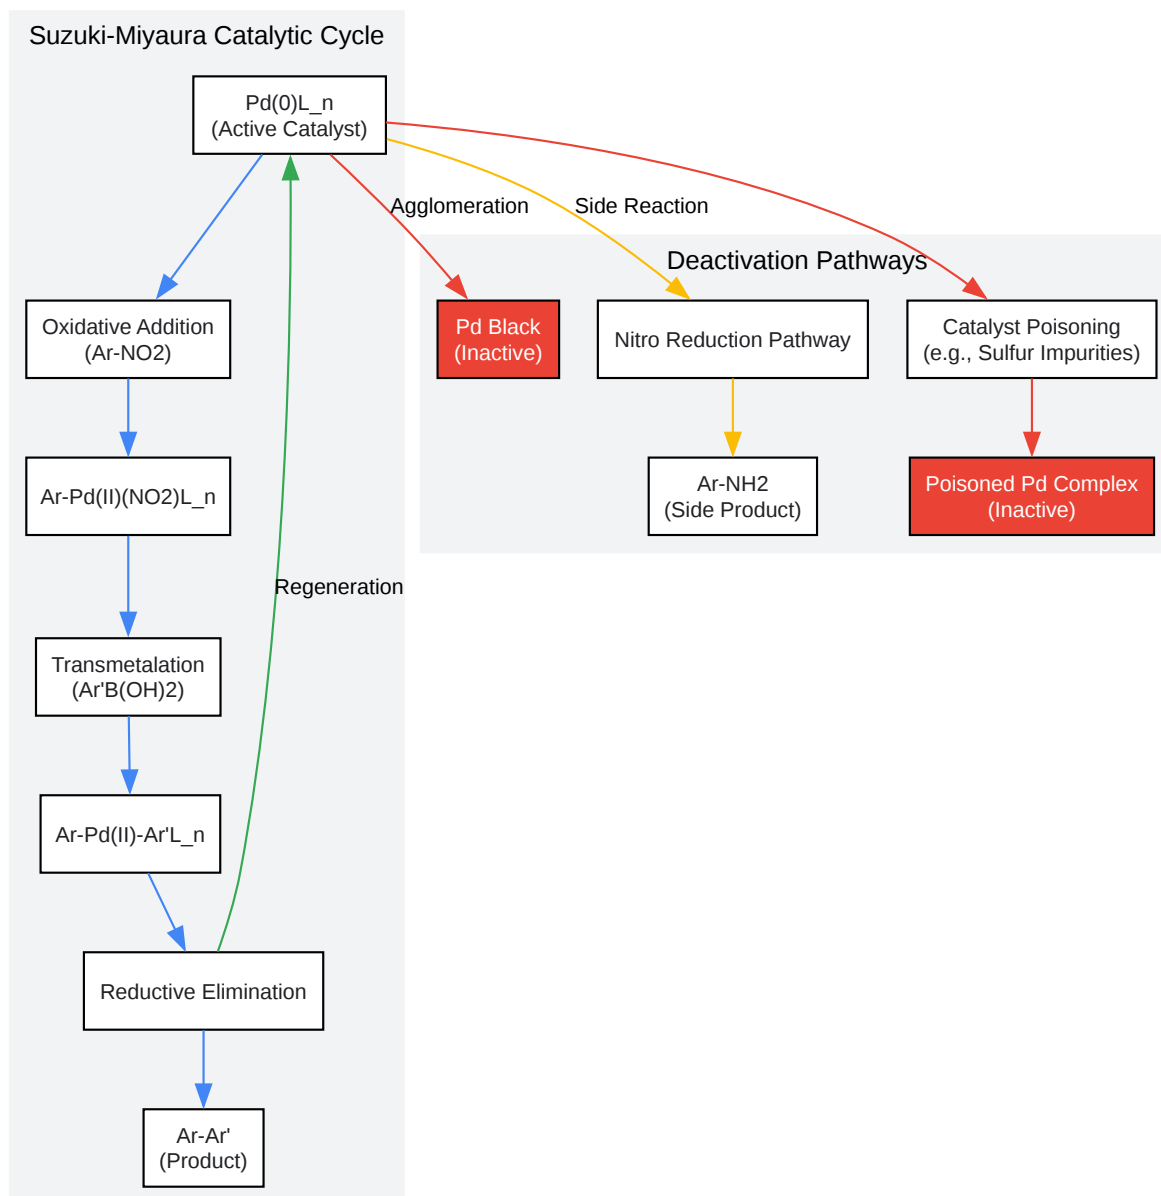 Suzuki-Miyaura Catalytic Cycle
Pd(0)L_n
(Active Catalyst)
Agglomeration
Side Reaction
Deactivation Pathways
Oxidative Addition
(Ar-NO2)
Pd Black
(Inactive)
Nitro Reduction Pathway
Catalyst Poisoning
(e.g., Sulfur Impurities)
Ar-Pd(II)(NO2)L_n
Ar-NH2
(Side Product)
Poisoned Pd Complex
(Inactive)
Regeneration
Transmetalation
(Ar'B(OH)2)
Ar-Pd(II)-Ar'L_n
Reductive Elimination
Ar-Ar'
(Product)